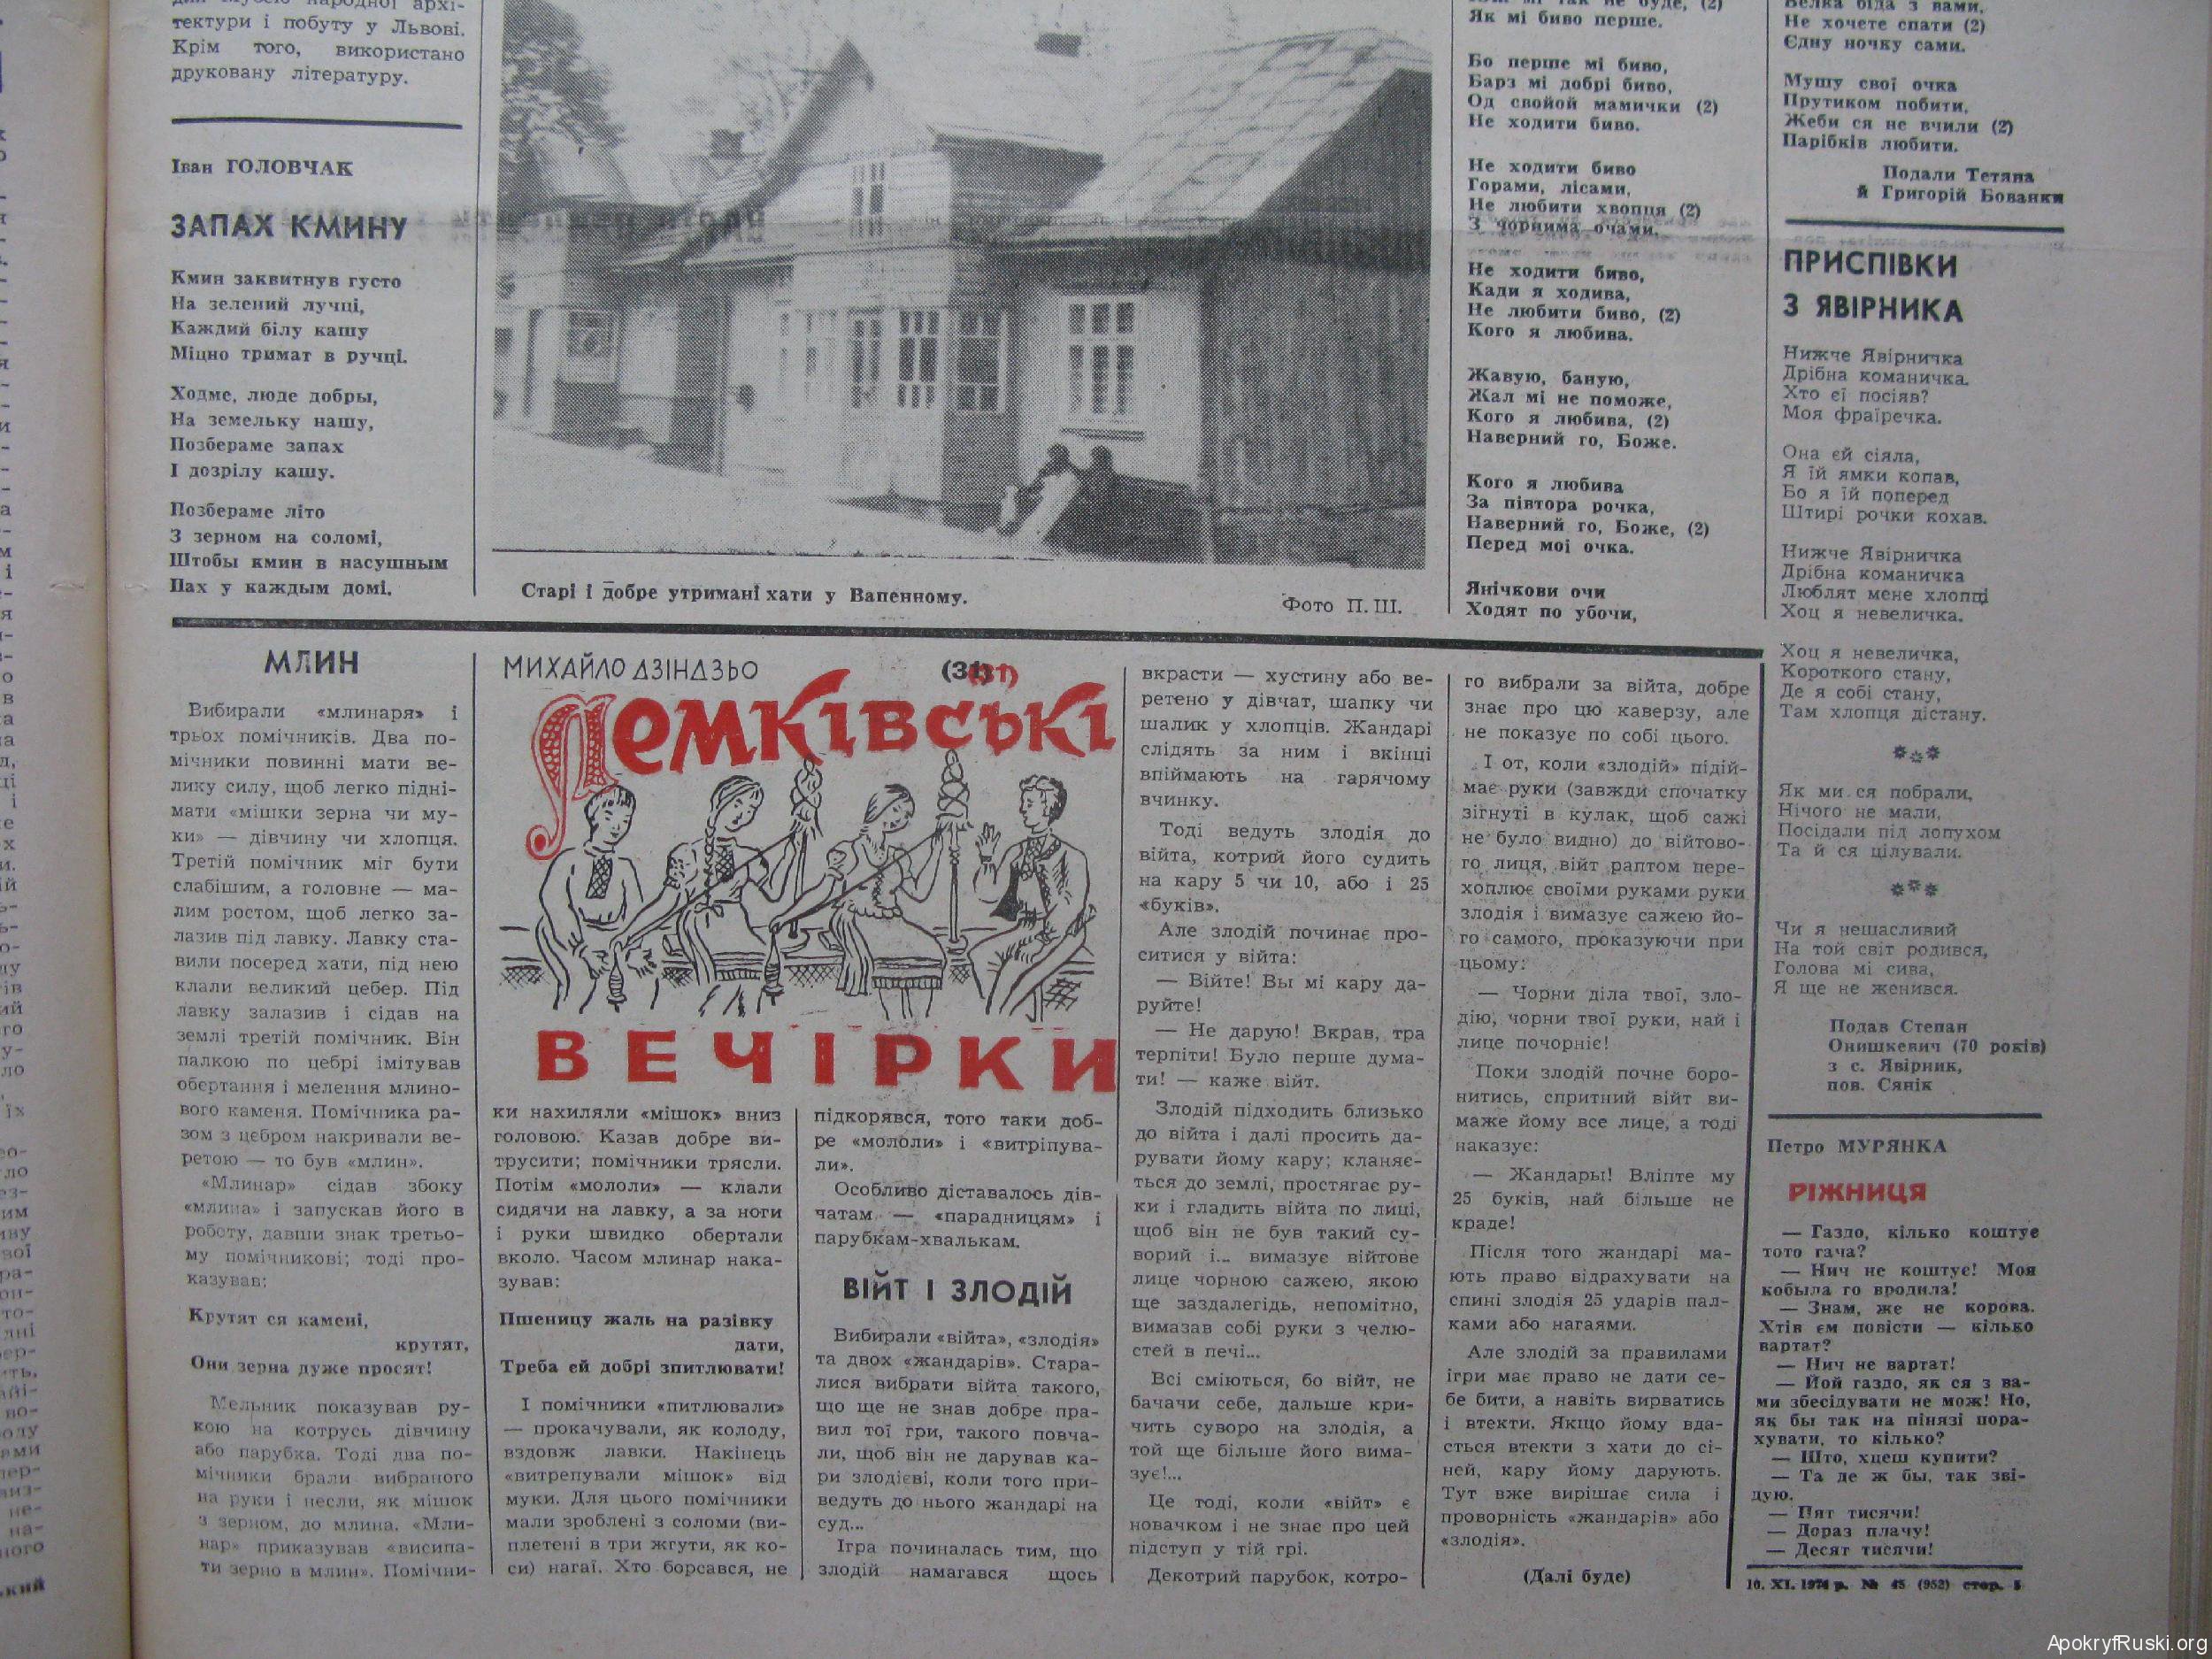 тектури і побуту у Львові.
Крім того, використано
друковану літературу.
Іван ГОЛОВЧАК
ЗАПАХ КМИНУ
Кмин заквитнув густо
На зелений лучці,
Каждий білу кашу
Міцно тримат в ручці.
Ходме, люде добры,
На земельку нашу,
Позбераме запах
І дозрілу кашу.
Позбераме літо
З зерном на соломі,
Штобы кмин в насушным
Пах у каждым домі.
Старі і добре утримані хати у Вапенному.
Фото П. Ш.
Як мі биво перше.
Бо перше мі биво,
Барз мі добрі биво,
Од свойой мамички (2)
Не ходити биво.
Не ходити биво
Горами, лісами,
Не любити хвопця (2)
З чорнима очами.
Не ходити биво,
Кади я ходива,
Не любити биво, (2)
Кого я любива.
Жавую, баную,
Жал мі не поможе,
Кого я любива, (2)
Наверний го, Боже.
Кого я любива
За півтора рочка,
Наверний го, Боже, (2)
Перед мої очка.
Янічкови очи
Ходят по убочи,
Велка біда з вами,
Не хочете спати (2)
Єдну ночку сами.
Мушу свої очка
Прутиком побити,
Жеби ся не вчили (2)
Парібків любити.
Подали Тетяна
й Григорій Бованки
ПРИСПІВКИ
З ЯВІРНИКА
Нижче Явірничка
Дрібна команичка.
Хто єї посіяв?
Моя фраїречка.
Она єй сіяла,
Я їй ямки копав,
Бо я їй поперед
Штирі рочки кохав.
Нижче Явірничка
Дрібна команичка
Люблят мене хлопці
Хоц я невеличка.
Хоц я невеличка,
Короткого стану,
Де я собі стану,
Там хлопця дістану.
Як ми ся побрали,
Нічого не мали,
Посідали під лопухом
Та й ся цілували.
Чи я нещасливий
На той світ родився,
Голова мі сива,
Я ще не женився.
Подав Степан
Онишкевич (70 років)
з с. Явірник,
пов. Сянік
МЛИН
Вибирали «млинаря» і
трьох помічників. Два по-
мічники повинні мати ве-
лику силу, щоб легко підні-
мати «мішки зерна чи му-
ки» — дівчину чи хлопця.
Третій помічник міг бути
слабішим, а головне — ма-
лим ростом, щоб легко за-
лазив під лавку. Лавку ста-
вили посеред хати, під нею
клали великий цебер. Під
лавку залазив і сідав на
землі третій помічник. Він
палкою по цебрі імітував
обертання і мелення млино-
вого каменя. Помічника ра-
зом з цебром накривали ве-
ретою — то був «млин».
«Млинар» сідав збоку
«млина» і запускав його в
роботу, давши знак третьо-
му помічникові; тоді про-
казував:
Крутят ся камені,
крутят,
Они зерна дуже просят!
Мельник показував ру-
кою на котрусь дівчину
або парубка. Тоді два по-
мічники брали вибраного
на руки і несли, як мішок
з зерном, до млина. «Мли-
нар» приказував «висипа-
ти зерно в млин». Помічни-
МИХАЙЛО ДЗІНДЗЬО
(31)
Лемківські
ВЕЧІРКИ
ки нахиляли «мішок» вниз
головою. Казав добре ви-
трусити; помічники трясли.
Потім «мололи» — клали
сидячи на лавку, а за ноги
і руки швидко обертали
вколо. Часом млинар нака-
зував:
Пшеницу жаль на разівку
дати,
Треба ей добрі зпитлювати!
І помічники «питлювали»
— прокачували, як колоду,
вздовж лавки. Накінець
«витрепували мішок» від
муки. Для цього помічники
мали зроблені з соломи (ви-
плетені в три жгути, як ко-
си) нагаї. Хто борсався, не
підкорявся, того таки доб-
ре «мололи» і «витріпува-
ли».
Особливо діставалось дів-
чатам — «парадницям» і
парубкам-хвалькам.
ВІЙТ І ЗЛОДІЙ
Вибирали «війта», «злодія»
та двох «жандарів». Стара-
лися вибрати війта такого,
що ще не знав добре пра-
вил тої гри, такого повча-
ли, щоб він не дарував ка-
ри злодієві, коли того при-
ведуть до нього жандарі на
суд...
Ігра починалась тим, що
злодій намагався щось
вкрасти — хустину або ве-
ретено у дівчат, шапку чи
шалик у хлопців. Жандарі
слідять за ним і вкінці
впіймають на гарячому
вчинку.
Тоді ведуть злодія до
війта, котрий його судить
на кару 5 чи 10, або і 25
«буків».
Але злодій починає про-
ситися у війта:
— Війте! Вы мі кару да-
руйте!
— Не дарую! Вкрав, тра
терпіти! Було перше дума-
ти! — каже війт.
Злодій підходить близько
до війта і далі просить да-
рувати йому кару; кланяє-
ться до землі, простягає ру-
ки і гладить війта по лиці,
щоб він не був такий су-
ворий і... вимазує війтове
лице чорною сажею, якою
ще заздалегідь, непомітно,
вимазав собі руки з челю-
стей в печі...
Всі сміються, бо війт, не
бачачи себе, дальше кри-
чить суворо на злодія, а
той ще більше його вима-
зує!...
Це тоді, коли «війт» є
новачком і не знає про цей
підступ у тій грі.
Декотрий парубок, котро-
го вибрали за війта, добре
знає про цю каверзу, але
не показує по собі цього.
І от, коли «злодій» підій-
має руки (завжди спочатку
зігнуті в кулак, щоб сажі
не було видно) до війтово-
го лиця, війт раптом пере-
хоплює своїми руками руки
злодія і вимазує сажею йо-
го самого, проказуючи при
цьому:
— Чорни діла твої, зло-
дію, чорни твої руки, най і
лице почорніє!
Поки злодій почне боро-
нитись, спритний війт ви-
маже йому все лице, а тоді
наказує:
— Жандары! Вліпте му
25 буків, най більше не
краде!
Після того жандарі ма-
ють право відрахувати на
спині злодія 25 ударів пал-
ками або нагаями.
Але злодій за правилами
ігри має право не дати се-
бе бити, а навіть вирватись
і втекти. Якщо йому вда-
сться втекти з хати до сі-
ней, кару йому дарують.
Тут вже вирішає сила і
проворність «жандарів» або
«злодія».
(Далі буде)
Петро МУРЯНКА
РІЖНИЦЯ
— Газдо, кілько коштує
тото гача?
— Нич не коштує! Моя
кобыла го вродила!
— Знам, же не корова.
Хтів єм повісти — кілько
вартат?
— Нич не вартат!
— Йой газдо, як ся з ва-
ми збесідувати не мож! Но,
як бы так на пінязі пора-
хувати, то кілько?
— Што, хцеш купити?
— Та де ж бы, так зві-
дую.
— Пят тисячи!
— Дораз плачу!
— Десят тисячи!
10. XI. 1974 р. № 45 (952) стор. 5
ApokryfRuski.org